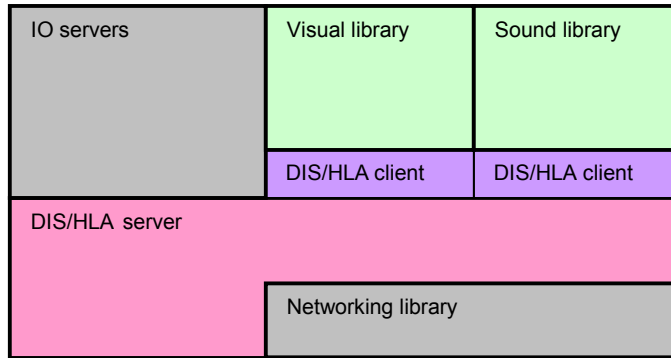 IO servers
Visual library
Sound library
DIS/HLA client
DIS/HLA client
DIS/HLA server
Networking library